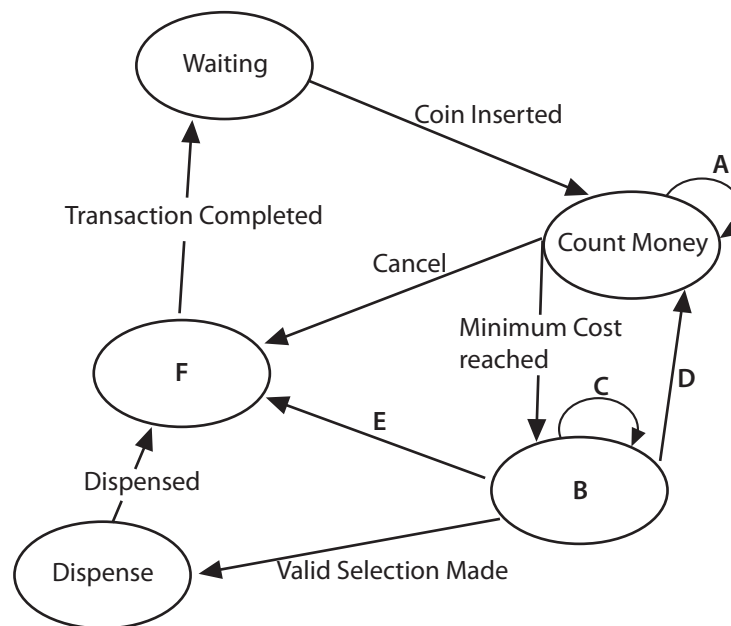 Waiting
Coin Inserted
A
Transaction Completed
Count Money
Cancel
Minimum Cost
reached
F
C
D
E
Dispensed
B
Dispense
Valid Selection Made